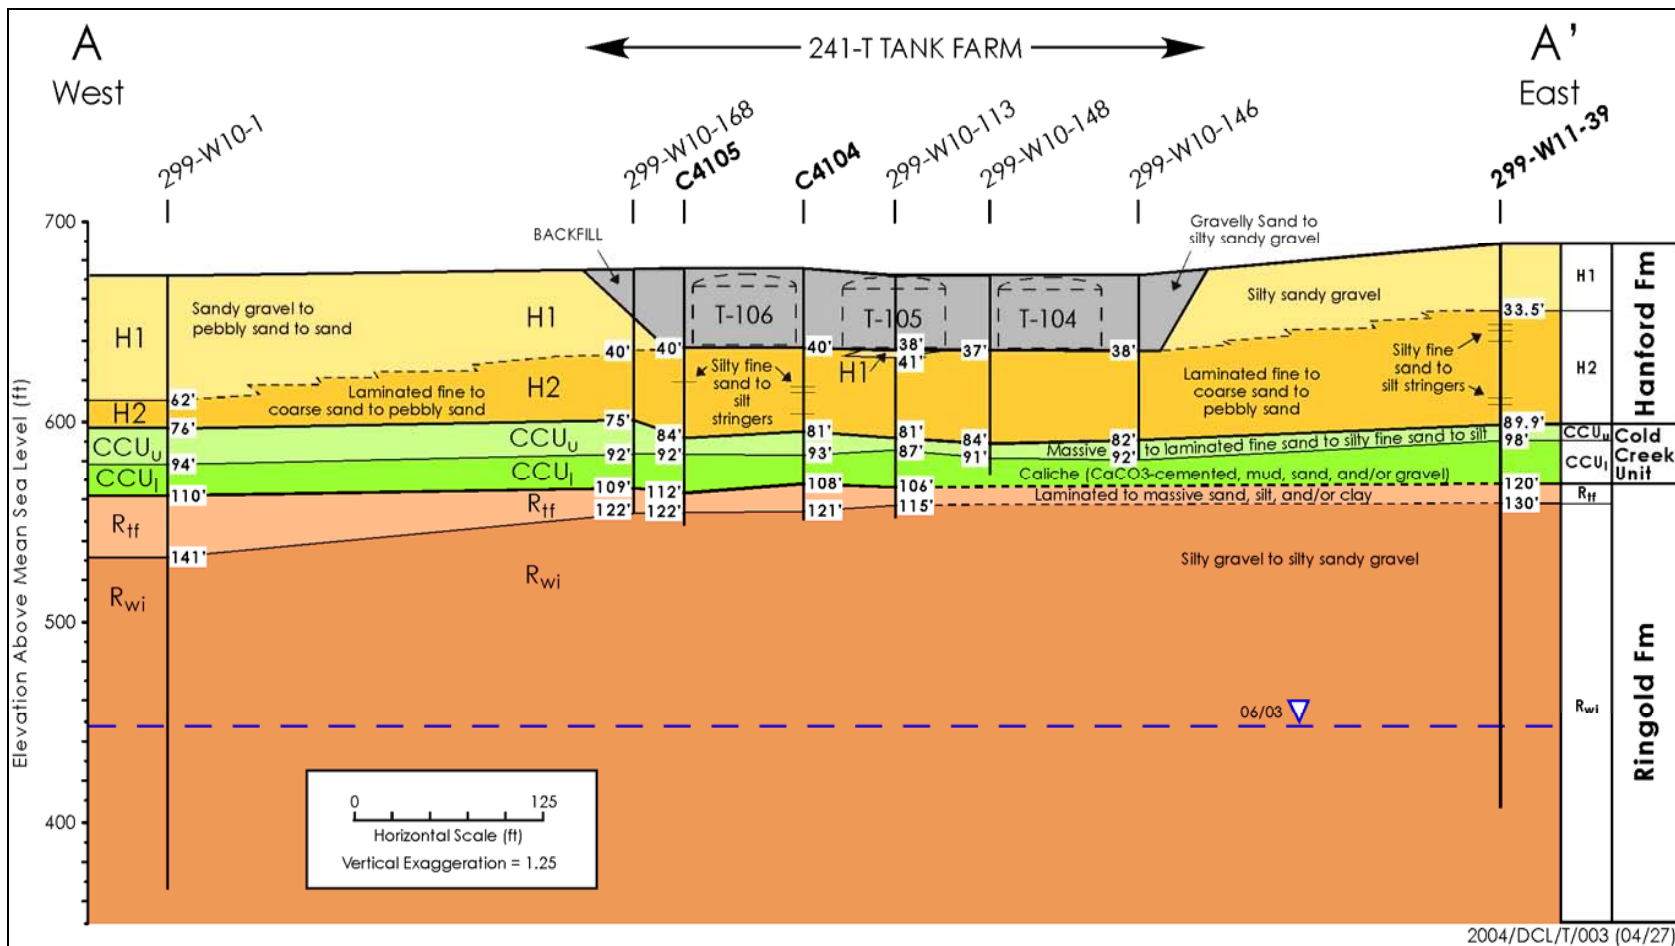 A
West
241-T TANK FARM
A'
East
299-W10-1
299-W10-168
C4105
C4104
299-W10-113
299-W10-148
299-W10-146
299-W11-39
Elevation Above Mean Sea Level (ft)
700
600
500
400
BACKFILL
Gravelly Sand to
silty sandy gravel
Sandy gravel to
pebbly sand to sand
H1
H1
T-106
T-105
T-104
Silty sandy gravel
H1
33.5'
Hanford Fm
40'
40'
40'
38'
41'
37'
38'
H1
Silty fine
sand to
silt
stringers
Silty fine
sand to
silt stringers
62'
Laminated fine to
coarse sand to pebbly sand
H2
H2
Laminated fine to
coarse sand to
pebbly sand
H2
76'
75'
84'
81'
81'
84'
82'
89.9'
CCUu
CCUu
Massive to laminated fine sand to silty fine sand to silt
CCUu
94'
92'
92'
93'
87'
91'
92'
98'
Cold
Creek
Unit
CCUl
CCUl
Caliche (CaCO3-cemented, mud, sand, and/or gravel)
CCUl
110'
109'
112'
108'
106'
120'
Rtf
Rtf
Laminated to massive sand, silt, and/or clay
Rtf
141'
122'
122'
121'
115'
130'
Rwi
Rwi
Silty gravel to silty sandy gravel
Rwi
Ringold Fm
06/03
0 125
Horizontal Scale (ft)
Vertical Exaggeration = 1.25
2004/DCL/T/003 (04/27)